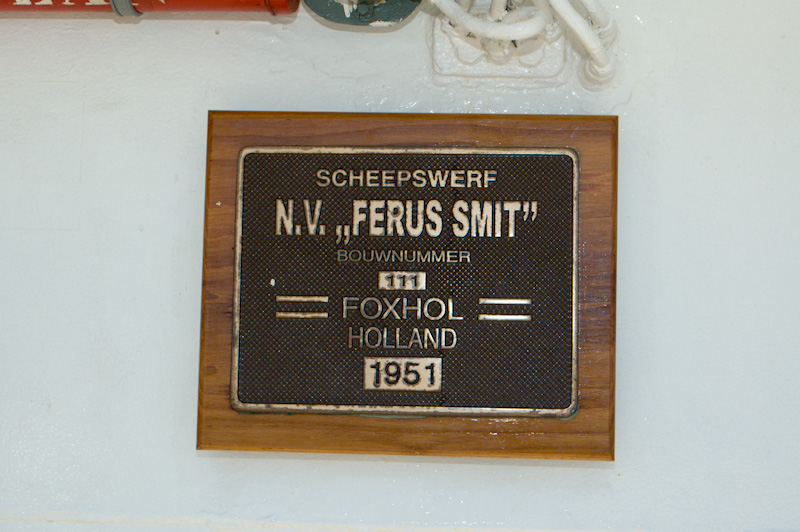 SCHEEPSWERF
N.V. „FERUS SMIT”
BOUWNUMMER
111
FOXHOL
HOLLAND
1951